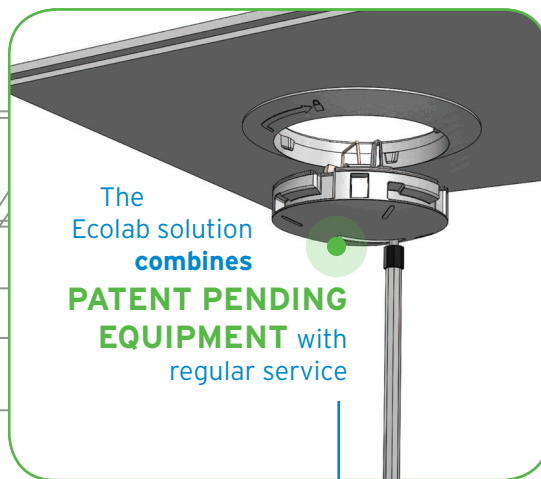 The
Ecolab solution
combines
PATENT PENDING
EQUIPMENT with
regular service